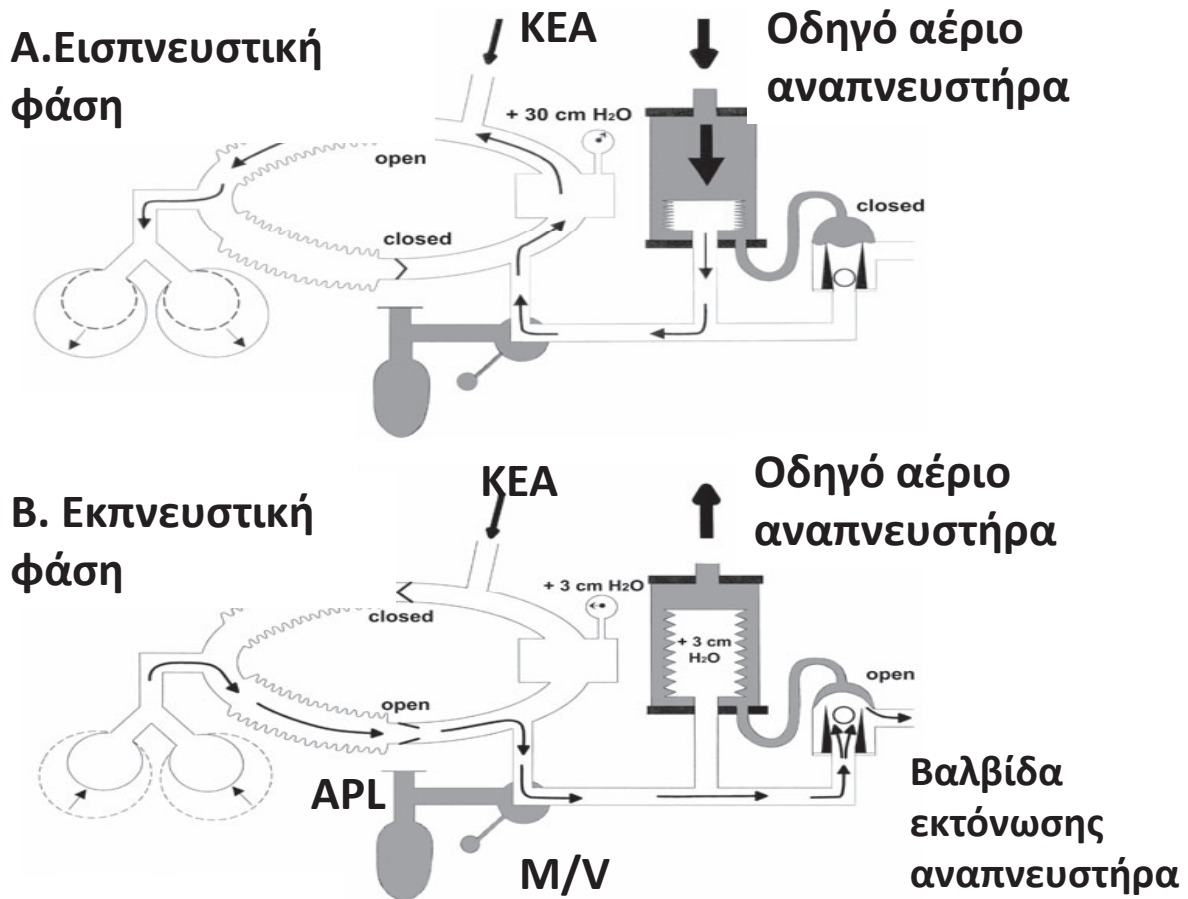 Α.Εισπνευστική
φάση
ΚΕΑ
Οδηγό αέριο
αναπνευστήρα
+ 30 cm H₂O
open
closed
closed
Β. Εκπνευστική
φάση
ΚΕΑ
Οδηγό αέριο
αναπνευστήρα
+ 3 cm H₂O
closed
+ 3 cm
H₂O
open
open
APL
Βαλβίδα
εκτόνωσης
αναπνευστήρα
M/V